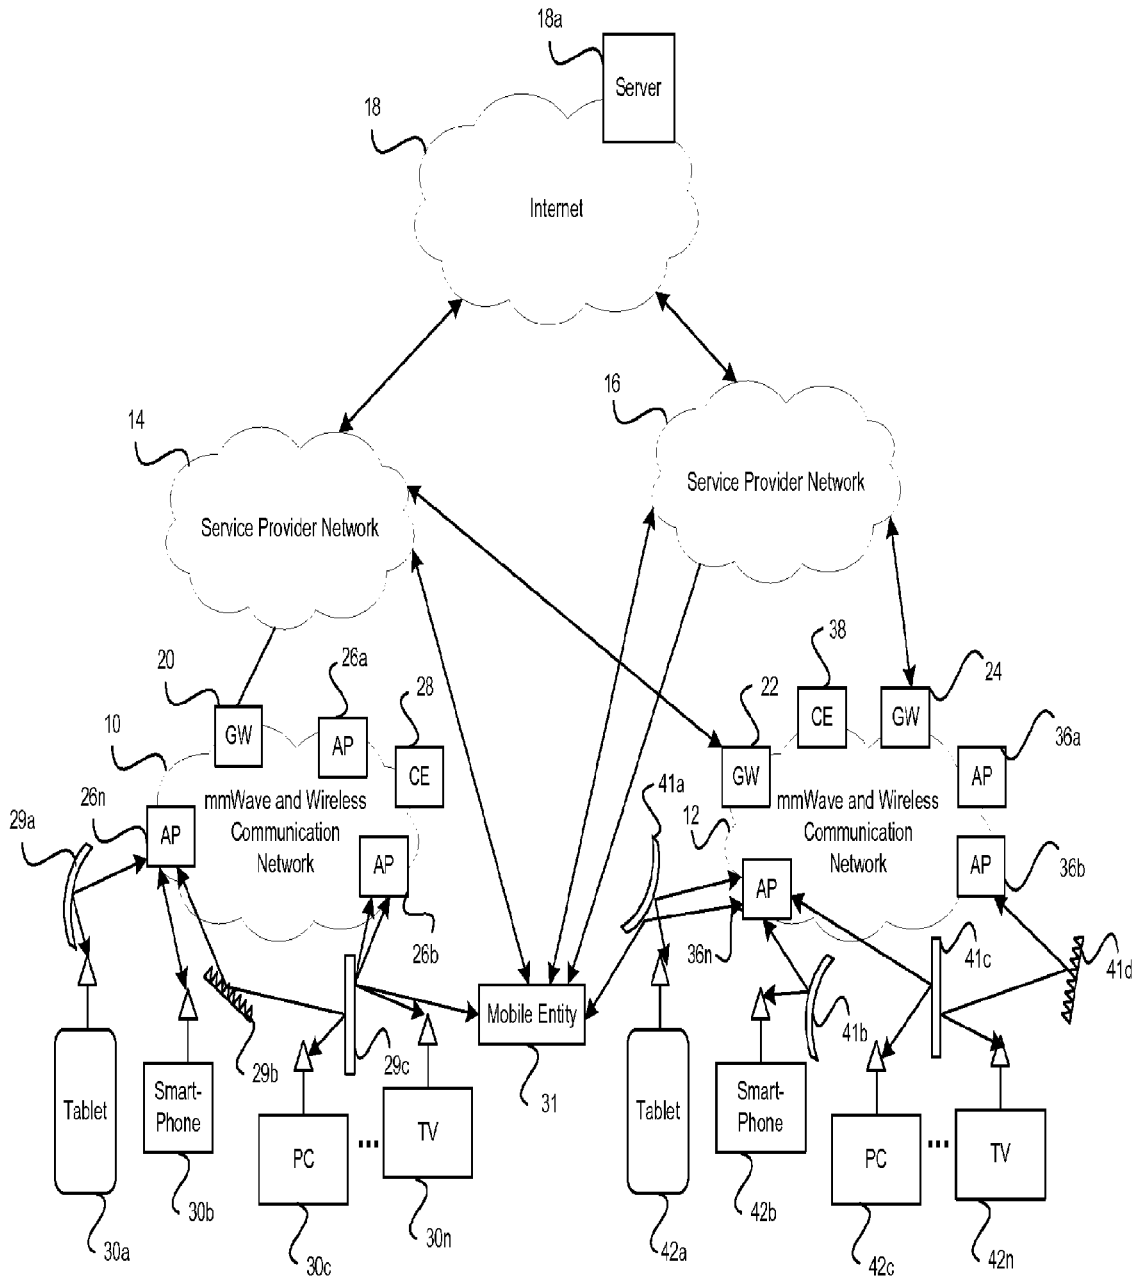 18a
Server
18
Internet
16
14
Service Provider Network
Service Provider Network
20
26a
28
38
22
24
GW
AP
CE
CE
GW
36a
10
GW
AP
41a
26n
29a
mmWave and Wireless
Communication
Network
AP
AP
12
mmWave and Wireless
Communication
Network
AP
AP
36b
26b
36n
41c
41d
Mobile Entity
29b
29c
31
41b
Tablet
Smart-
Phone
PC
...
TV
Tablet
Smart-
Phone
PC
...
TV
30a
30b
30c
30n
42a
42b
42c
42n